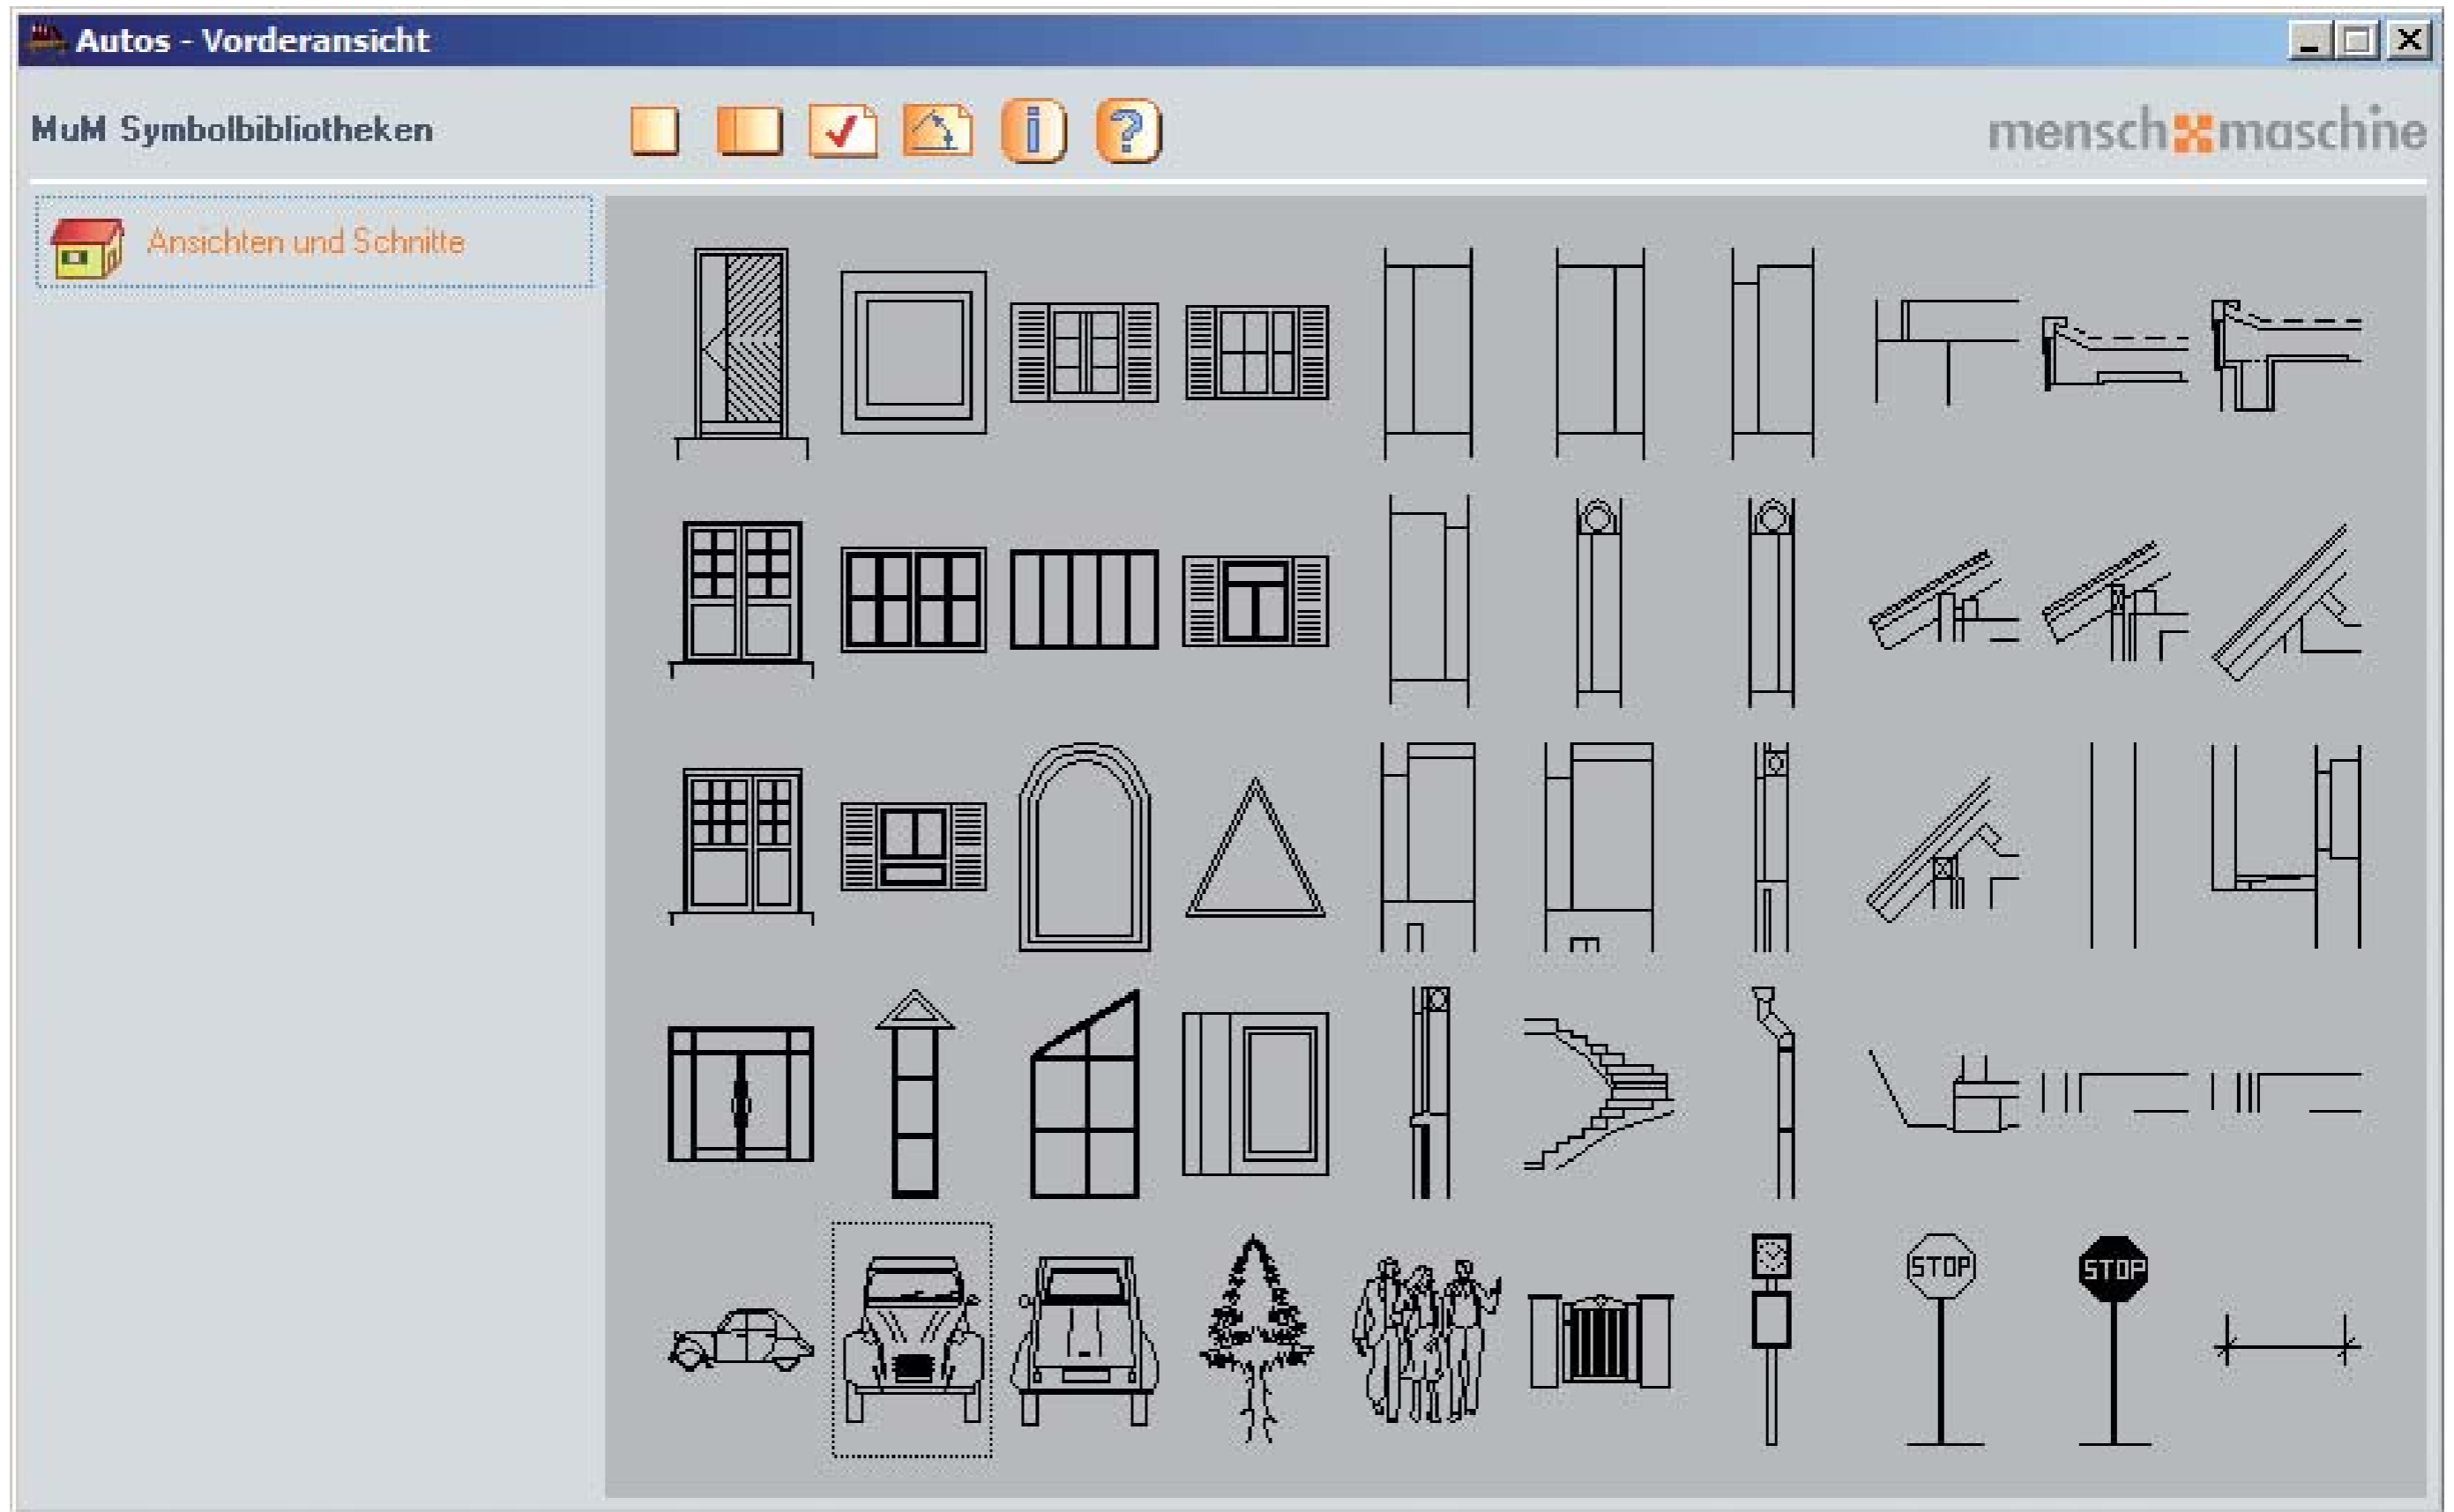 Autos - Vorderansicht
MuM Symbolbibliotheken
mensch maschine
Ansichten und Schnitte
STOP
STOP